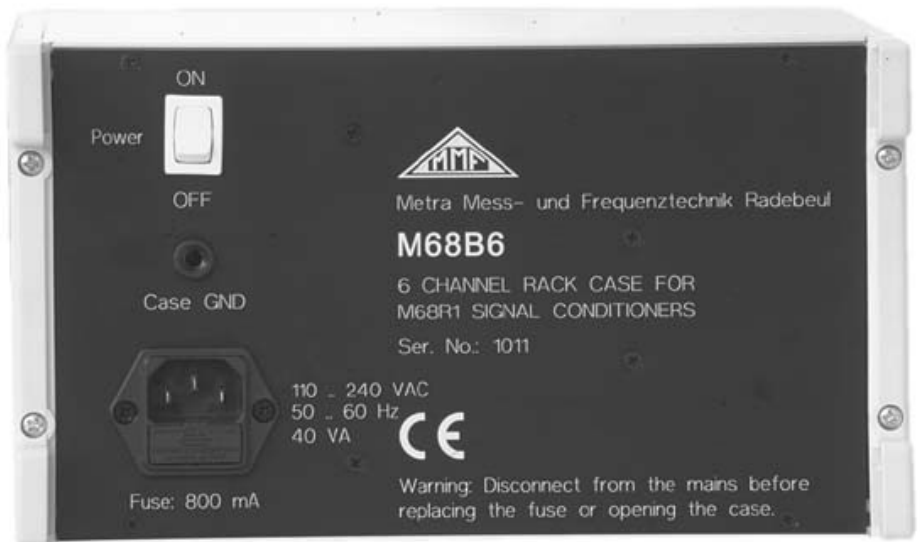 ON
Power
OFF
Case GND
110 .. 240 VAC
50 .. 60 Hz
40 VA
Fuse: 800 mA
MMF
Metra Mess- und Frequenztechnik Radebeul
M68B6
6 CHANNEL RACK CASE FOR
M68R1 SIGNAL CONDITIONERS
Ser. No.: 1011
CE
Warning: Disconnect from the mains before
replacing the fuse or opening the case.